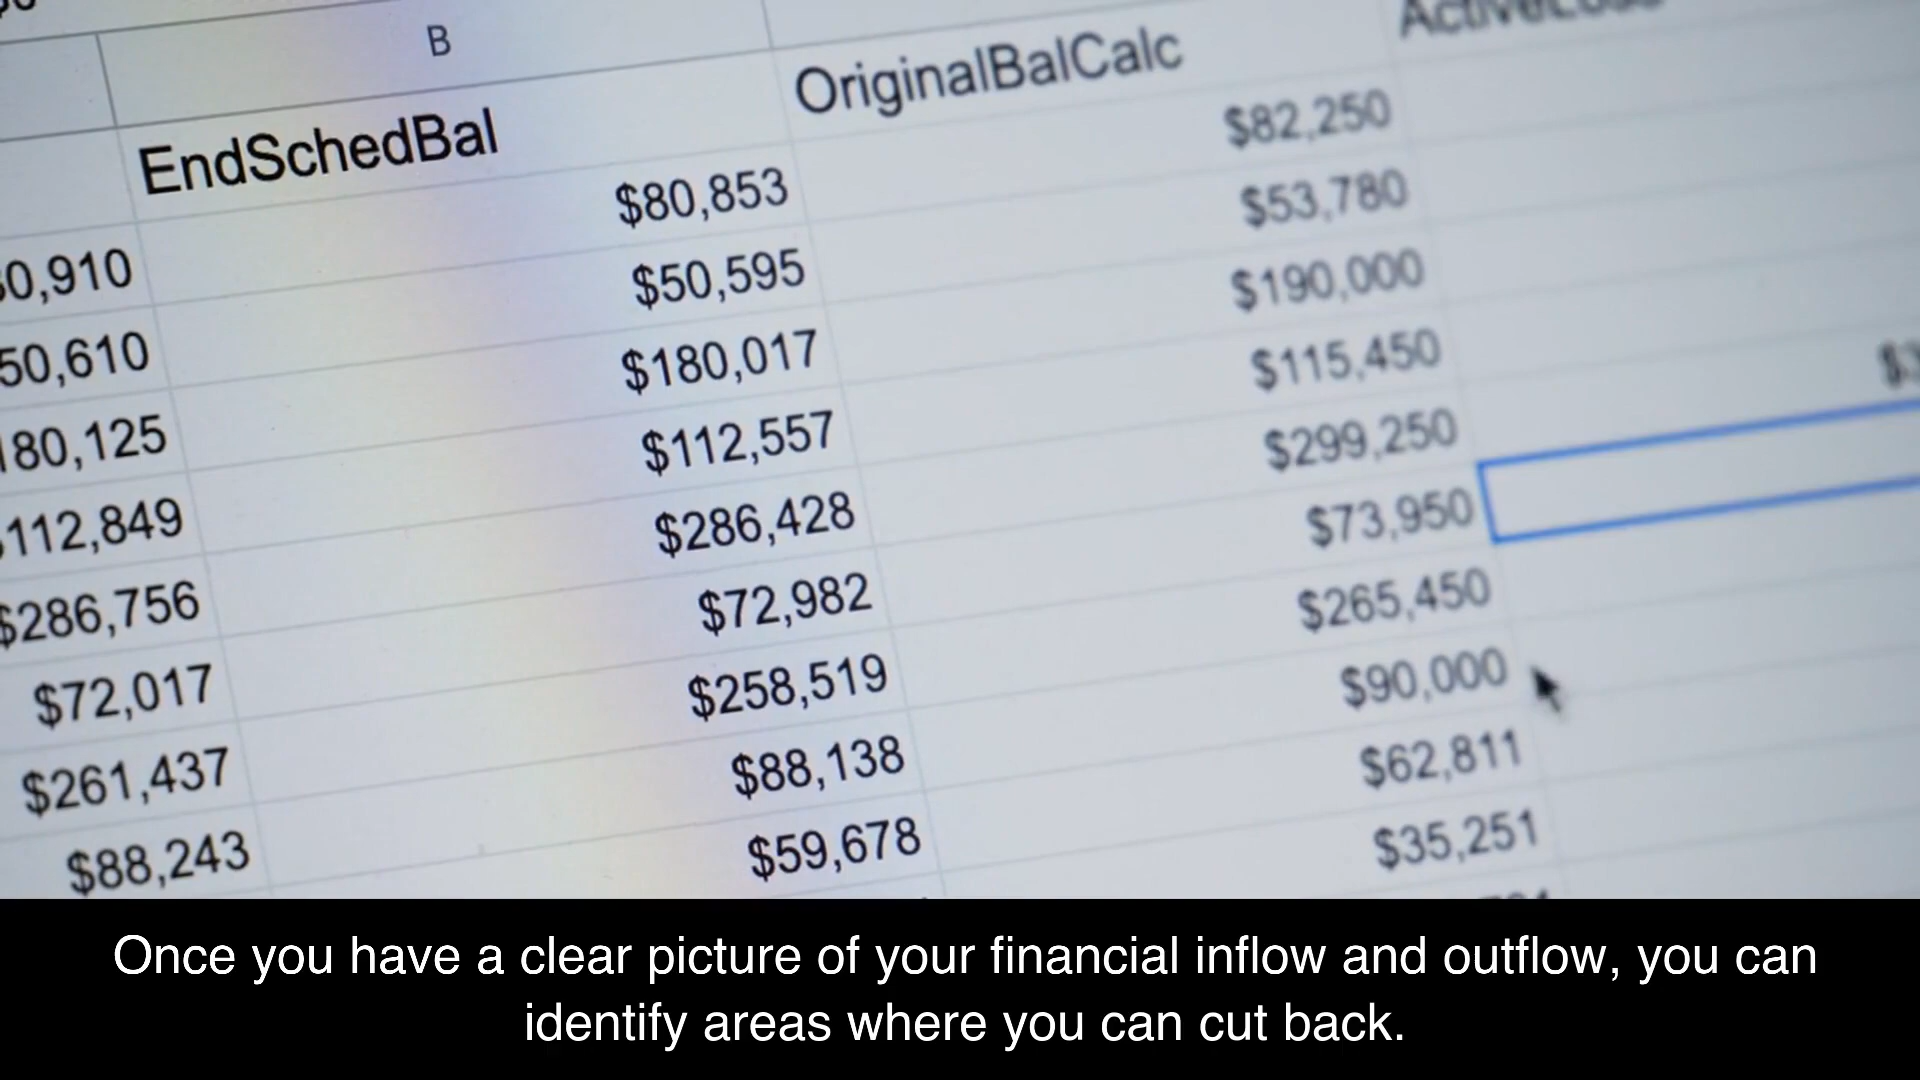 B
EndSchedBal OriginalBalCalc
$80,853 $82,250
0,910 $50,595 $53,780
50,610 $180,017 $190,000
180,125 $112,557 $115,450
112,849 $286,428 $299,250
$286,756 $72,982 $73,950
$72,017 $258,519 $265,450
$261,437 $88,138 $90,000
$88,243 $59,678 $62,811
$35,251
Once you have a clear picture of your financial inflow and outflow, you can
identify areas where you can cut back.